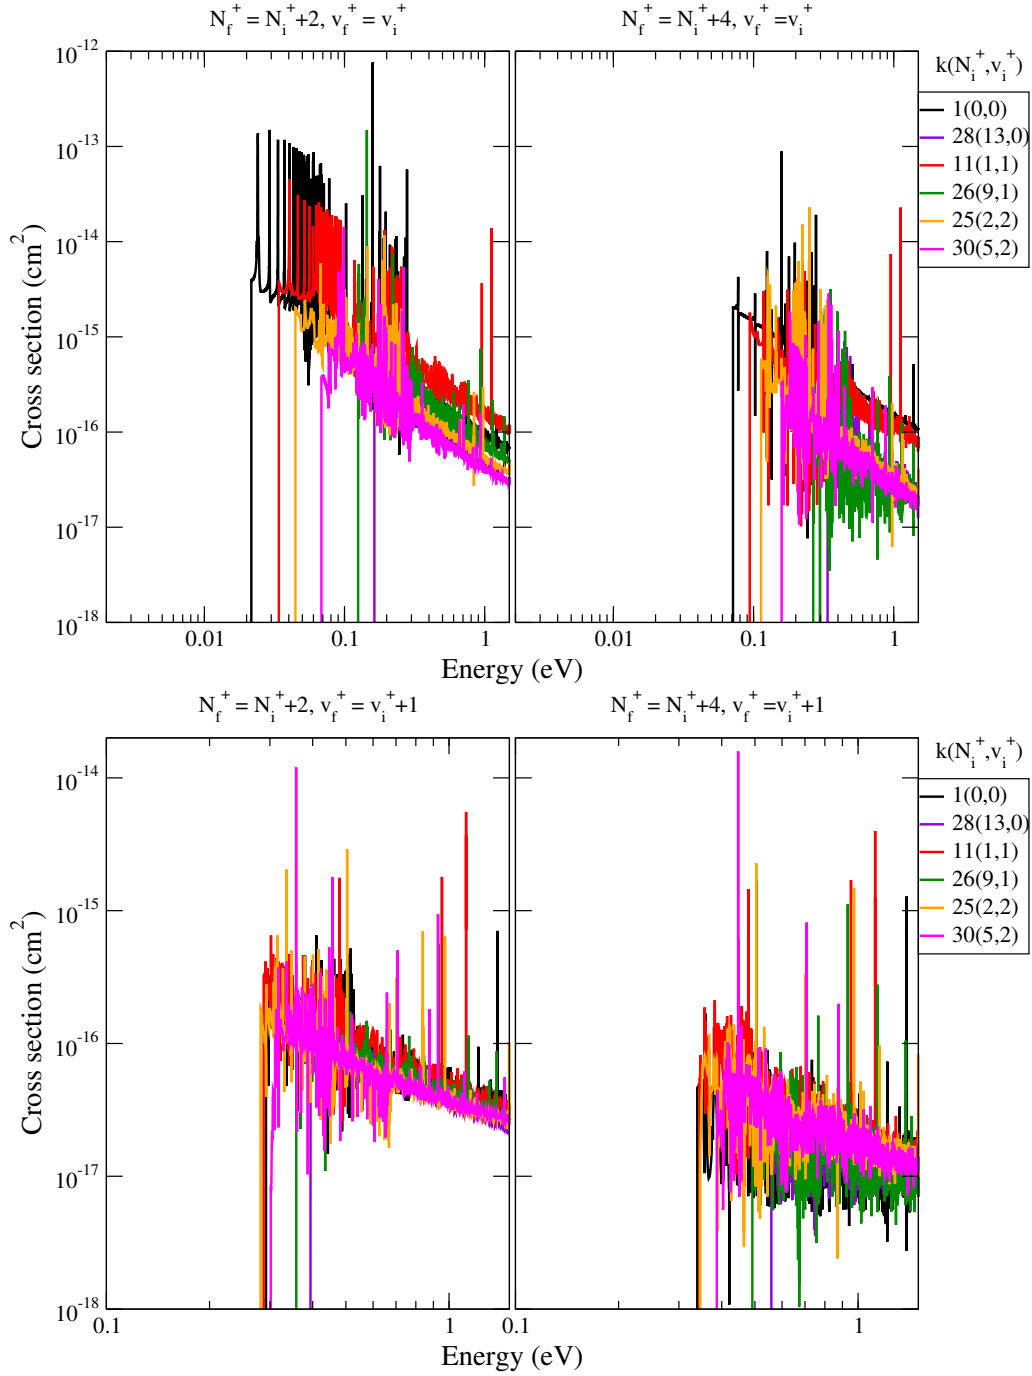 N_f^+ = N_i^+ +2, v_f^+ = v_i^+
N_f^+ = N_i^+ +4, v_f^+ =v_i^+
k(N_i^+,v_i^+)
1(0,0)
28(13,0)
11(1,1)
26(9,1)
25(2,2)
30(5,2)
Cross section (cm^2)
10^-12
10^-13
10^-14
10^-15
10^-16
10^-17
10^-18
0.01 0.1 1 0.01 0.1 1
Energy (eV) Energy (eV)
N_f^+ = N_i^+ +2, v_f^+ = v_i^+ +1
N_f^+ = N_i^+ +4, v_f^+ =v_i^+ +1
k(N_i^+,v_i^+)
1(0,0)
28(13,0)
11(1,1)
26(9,1)
25(2,2)
30(5,2)
Cross section (cm^2)
10^-14
10^-15
10^-16
10^-17
10^-18
0.1 1 0.1 1
Energy (eV) Energy (eV)